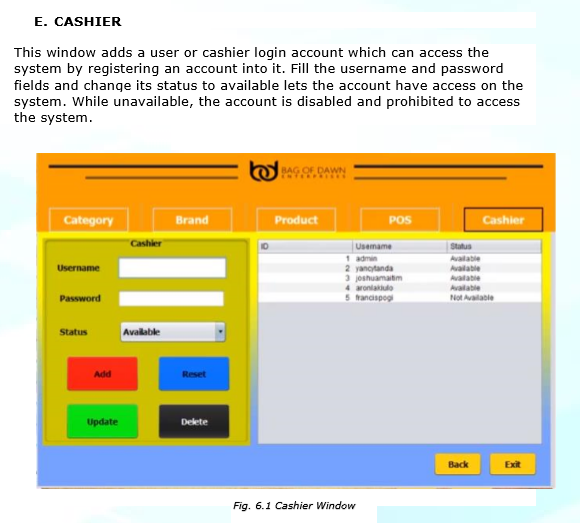 E. CASHIER
This window adds a user or cashier login account which can access the
system by registering an account into it. Fill the username and password
fields and change its status to available lets the account have access on the
system. While unavailable, the account is disabled and prohibited to access
the system.
bd BAG OF DAWN
ENTERPRISES
Category Brand Product POS Cashier
Cashier
Username
Password
Status Available
Add Reset
Update Delete
ID Username Status
1 admin Available
2 yancytanda Available
3 joshuamaitim Available
4 aronlakluto Available
5 francispogi Not Available
Back Exit
Fig. 6.1 Cashier Window